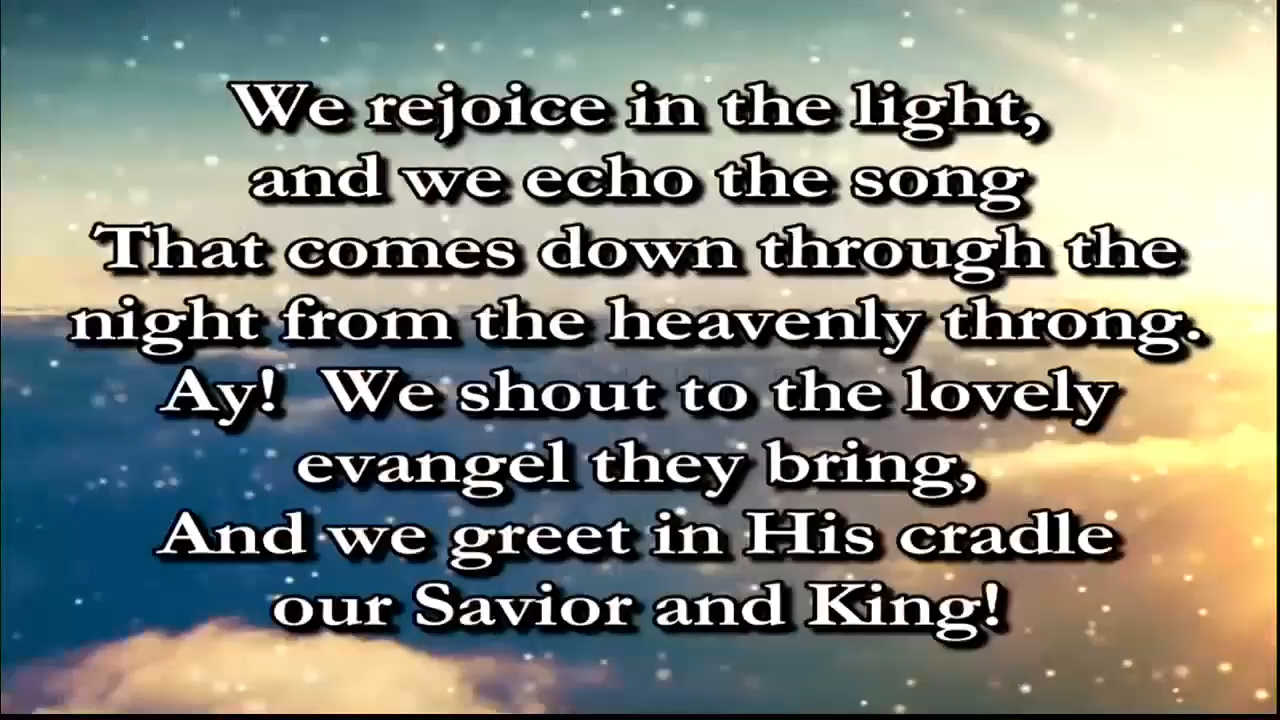 We rejoice in the light,
and we echo the song
That comes down through the
night from the heavenly throng.
Ay!  We shout to the lovely
evangel they bring,
And we greet in His cradle
our Savior and King!